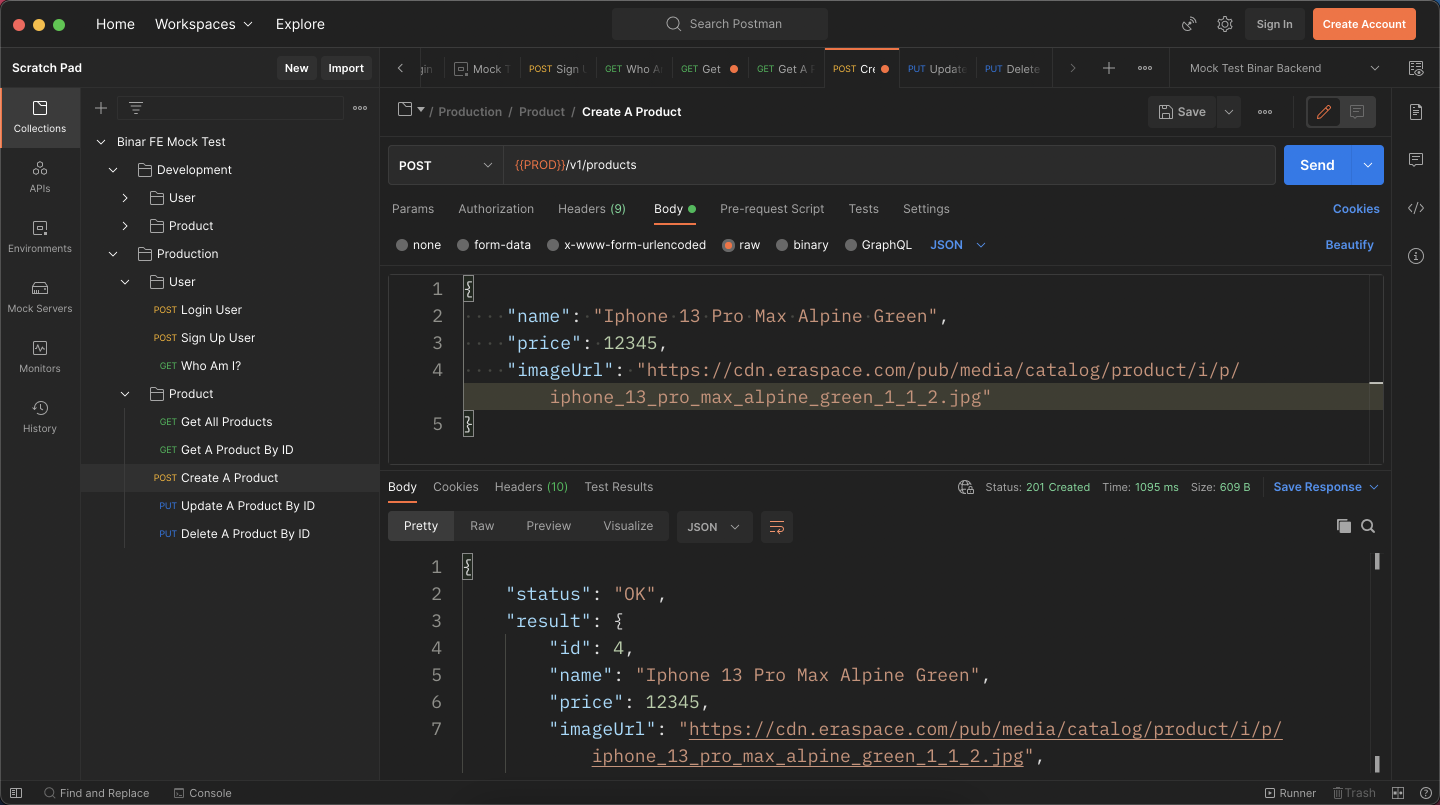 Home Workspaces Explore Search Postman Sign In Create Account
Scratch Pad New Import
gin Mock T POST Sign U GET Who A GET Get GET Get A POST Cre PUT Update PUT Delete Mock Test Binar Backend
Collections
APIs
Environments
Mock Servers
Monitors
History
Binar FE Mock Test
Development
User
Product
Production
User
POST Login User
POST Sign Up User
GET Who Am I?
Product
GET Get All Products
GET Get A Product By ID
POST Create A Product
PUT Update A Product By ID
PUT Delete A Product By ID
/ Production / Product / Create A Product Save
POST {{PROD}}/v1/products Send
Params Authorization Headers (9) Body Pre-request Script Tests Settings Cookies
none form-data x-www-form-urlencoded raw binary GraphQL JSON Beautify
1 {
2 "name": "Iphone 13 Pro Max Alpine Green",
3 "price": 12345,
4 "imageUrl": "https://cdn.eraspace.com/pub/media/catalog/product/i/p/
iphone_13_pro_max_alpine_green_1_1_2.jpg"
5 }
Body Cookies Headers (10) Test Results Status: 201 Created Time: 1095 ms Size: 609 B Save Response
Pretty Raw Preview Visualize JSON
1 {
2 "status": "OK",
3 "result": {
4 "id": 4,
5 "name": "Iphone 13 Pro Max Alpine Green",
6 "price": 12345,
7 "imageUrl": "https://cdn.eraspace.com/pub/media/catalog/product/i/p/
iphone_13_pro_max_alpine_green_1_1_2.jpg",
Find and Replace Console Runner Trash